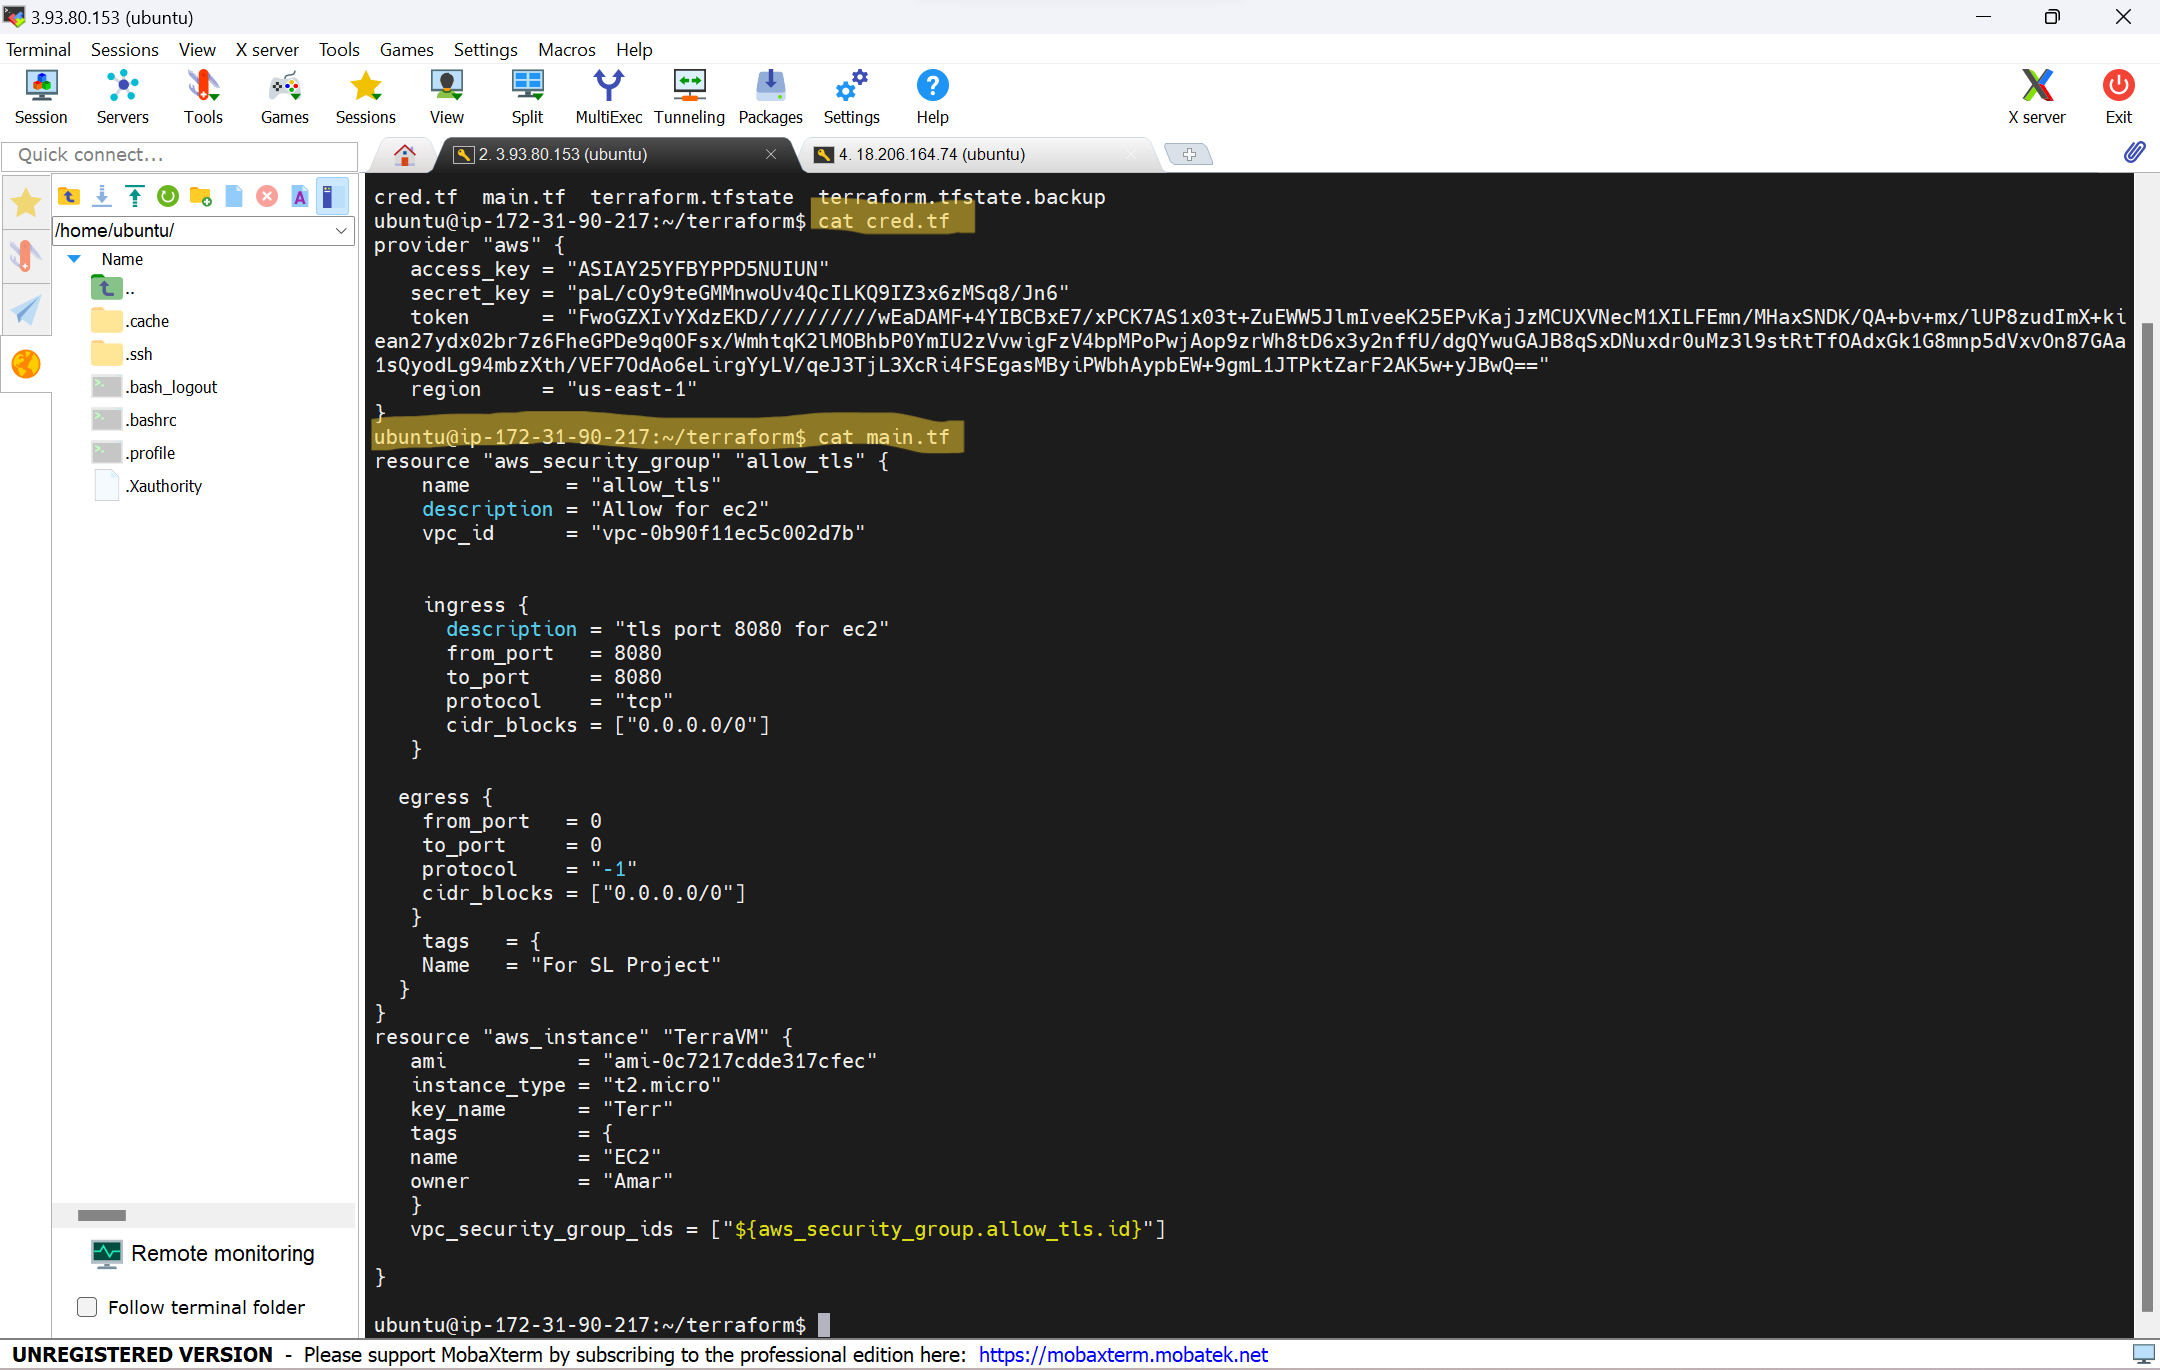 3.93.80.153 (ubuntu)
Terminal Sessions View X server Tools Games Settings Macros Help
Session Servers Tools Games Sessions View Split MultiExec Tunneling Packages Settings Help X server Exit
Quick connect...
2. 3.93.80.153 (ubuntu)
4. 18.206.164.74 (ubuntu)
/home/ubuntu/
Name
..
.cache
.ssh
.bash_logout
.bashrc
.profile
.Xauthority
Remote monitoring
Follow terminal folder
cred.tf  main.tf  terraform.tfstate  terraform.tfstate.backup
ubuntu@ip-172-31-90-217:~/terraform$ cat cred.tf
provider "aws" {
access_key = "ASIAY25YFBYPPD5NUIUN"
secret_key = "paL/cOy9teGMMnwoUv4QcILKQ9IZ3x6zMSq8/Jn6"
token = "FwoGZXIvYXdzEKD//////////wEaDAMF+4YIBCBxE7/xPCK7AS1x03t+ZuEWW5JlmIveeK25EPvKajJzMCUXVNecM1XILFEmn/MHaxSNDK/QA+bv+mx/lUP8zudImX+ki
ean27ydx02br7z6FheGPDe9q0OFsx/WmhtqK2lMOBhbP0YmIU2zVvwigFzV4bpMPoPwjAop9zrWh8tD6x3y2nffU/dgQYwuGAJB8qSxDNuxdr0uMz3l9stRtTfOAdxGk1G8mnp5dVxvOn87GAa
1sQyodLg94mbzXth/VEF7OdAo6eLirgYyLV/qeJ3TjL3XcRi4FSEgasMByiPWbhAypbEW+9gmL1JTPktZarF2AK5w+yJBwQ=="
region = "us-east-1"
}
ubuntu@ip-172-31-90-217:~/terraform$ cat main.tf
resource "aws_security_group" "allow_tls" {
name = "allow_tls"
description = "Allow for ec2"
vpc_id = "vpc-0b90f11ec5c002d7b"
ingress {
description = "tls port 8080 for ec2"
from_port = 8080
to_port = 8080
protocol = "tcp"
cidr_blocks = ["0.0.0.0/0"]
}
egress {
from_port = 0
to_port = 0
protocol = "-1"
cidr_blocks = ["0.0.0.0/0"]
}
tags = {
Name = "For SL Project"
}
}
resource "aws_instance" "TerraVM" {
ami = "ami-0c7217cdde317cfec"
instance_type = "t2.micro"
key_name = "Terr"
tags = {
name = "EC2"
owner = "Amar"
}
vpc_security_group_ids = ["${aws_security_group.allow_tls.id}"]
}
ubuntu@ip-172-31-90-217:~/terraform$
UNREGISTERED VERSION - Please support MobaXterm by subscribing to the professional edition here: https://mobaxterm.mobatek.net